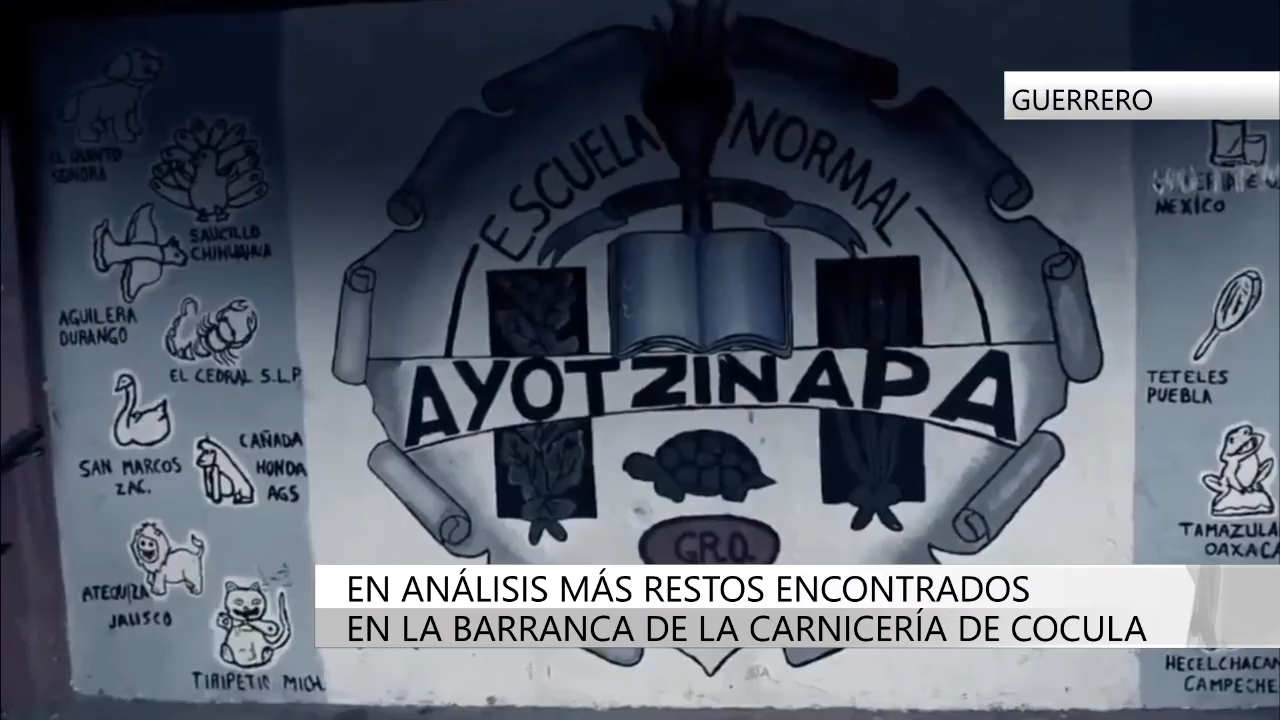 GUERRERO
ESCUELA NORMAL
AYOTZINAPA
GRO.
EL QUINTO
SONORA
SAUCILLO
CHIHUAHUA
AGUILERA
DURANGO
EL CEDRAL S.L.P
SAN MARCOS
ZAC.
CAÑADA
HONDA
AGS
ATEQUIZA
JALISCO
TIRIPETIO MICH.
MEXICO
TETELES
PUEBLA
TAMAZULA
OAXACA
HECELCHACAN
CAMPECHE
EN ANÁLISIS MÁS RESTOS ENCONTRADOS
EN LA BARRANCA DE LA CARNICERÍA DE COCULA